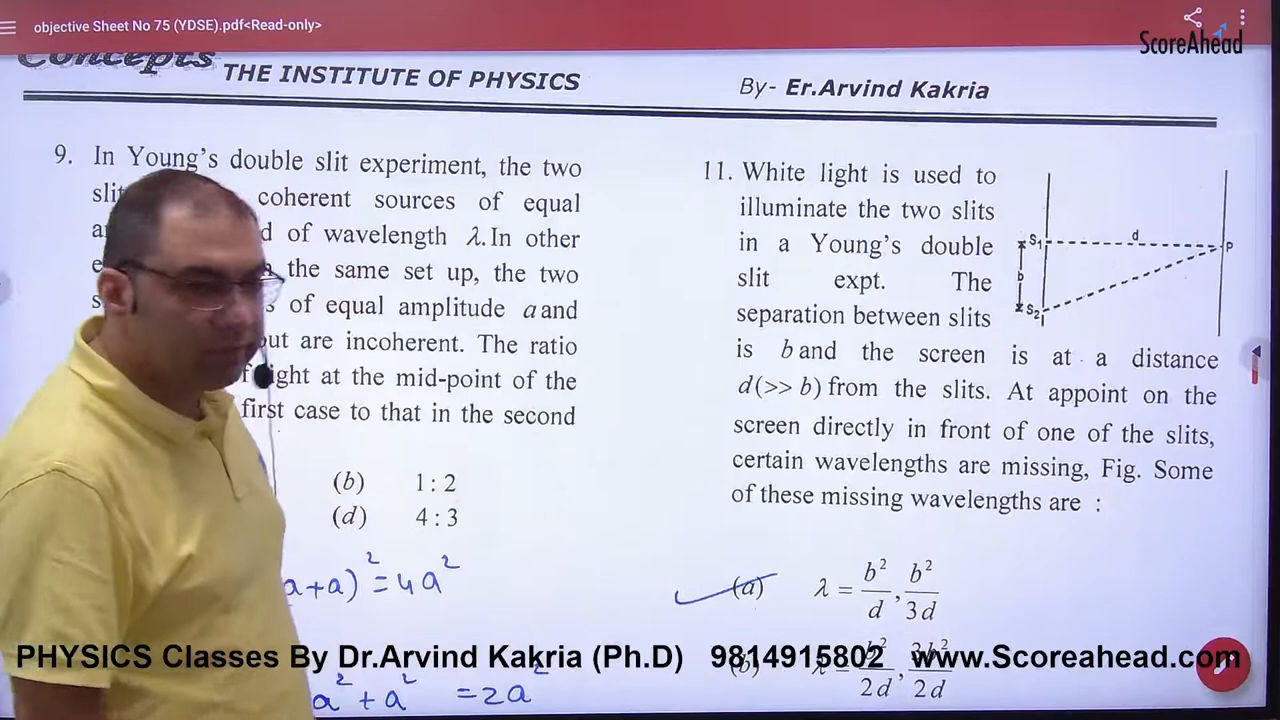 objective Sheet No 75 (YDSE).pdf<Read-only>
ScoreAhead
Concepts THE INSTITUTE OF PHYSICS By- Er.Arvind Kakria
9. In Young's double slit experiment, the two
coherent sources of equal
of wavelength λ. In other
the same set up, the two
of equal amplitude a and
but are incoherent. The ratio
at the mid-point of the
first case to that in the second
(b) 1 : 2
(d) 4 : 3
a+a)² = 4a²
a² + a² = 2a²
11. White light is used to
illuminate the two slits
in a Young's double
slit expt. The
separation between slits
is b and the screen is at a distance
d(>> b) from the slits. At appoint on the
screen directly in front of one of the slits,
certain wavelengths are missing, Fig. Some
of these missing wavelengths are :
S1 d P
b
S2
(a) λ = b²/d, b²/3d
(b) λ = b²/2d, 3b²/2d
PHYSICS Classes By Dr.Arvind Kakria (Ph.D) 9814915802 www.Scoreahead.com